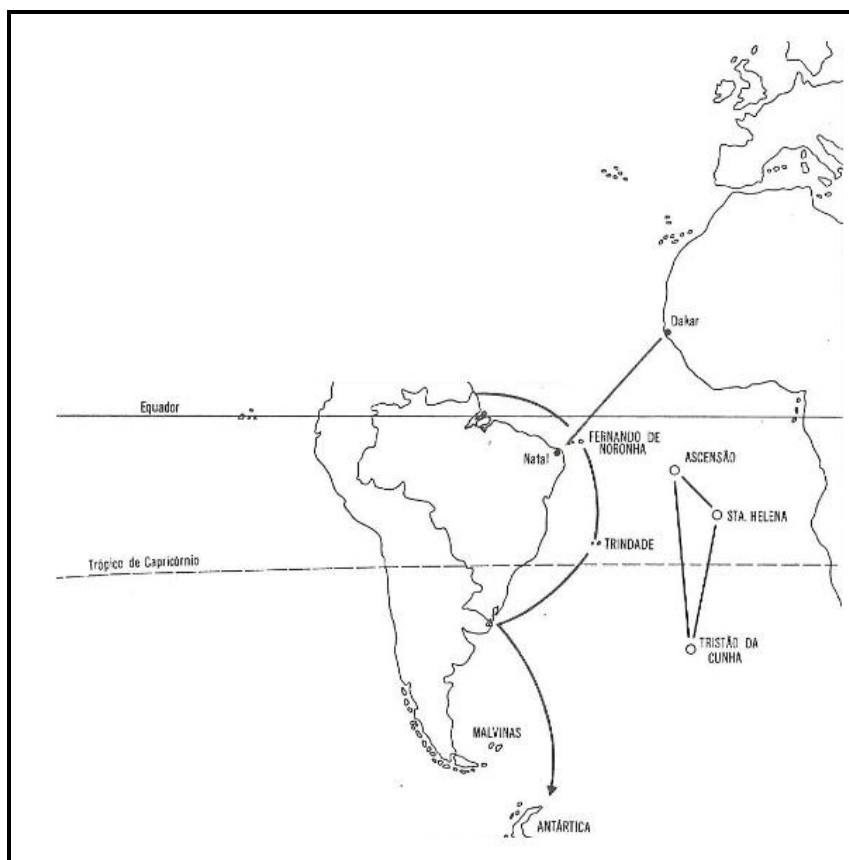 Dakar
Equador
FERNANDO DE
NORONHA
Natal
ASCENSÃO
STA. HELENA
TRINDADE
Trópico de Capricórnio
TRISTÃO DA
CUNHA
MALVINAS
ANTÁRTICA